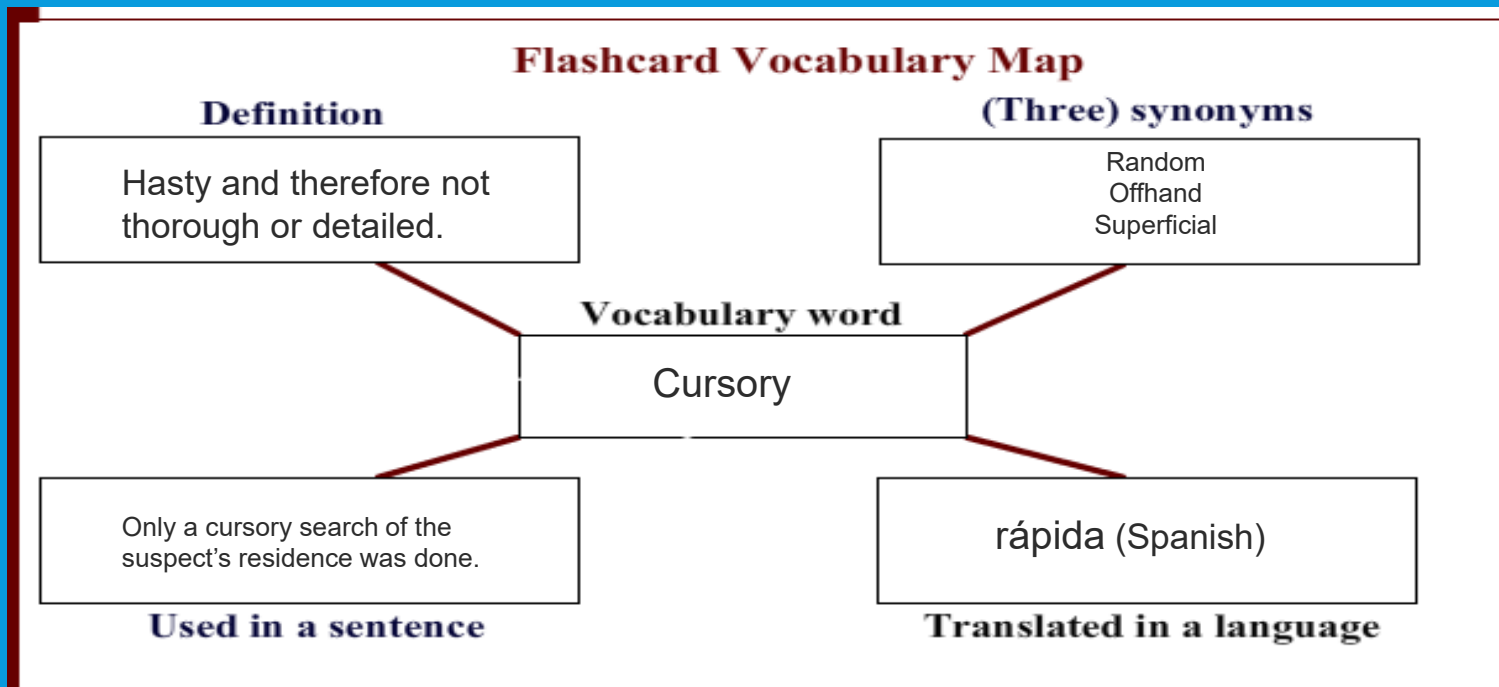 Flashcard Vocabulary Map
Definition
Hasty and therefore not
thorough or detailed.
(Three) synonyms
Random
Offhand
Superficial
Vocabulary word
Cursory
Only a cursory search of the
suspect’s residence was done.
Used in a sentence
rápida (Spanish)
Translated in a language